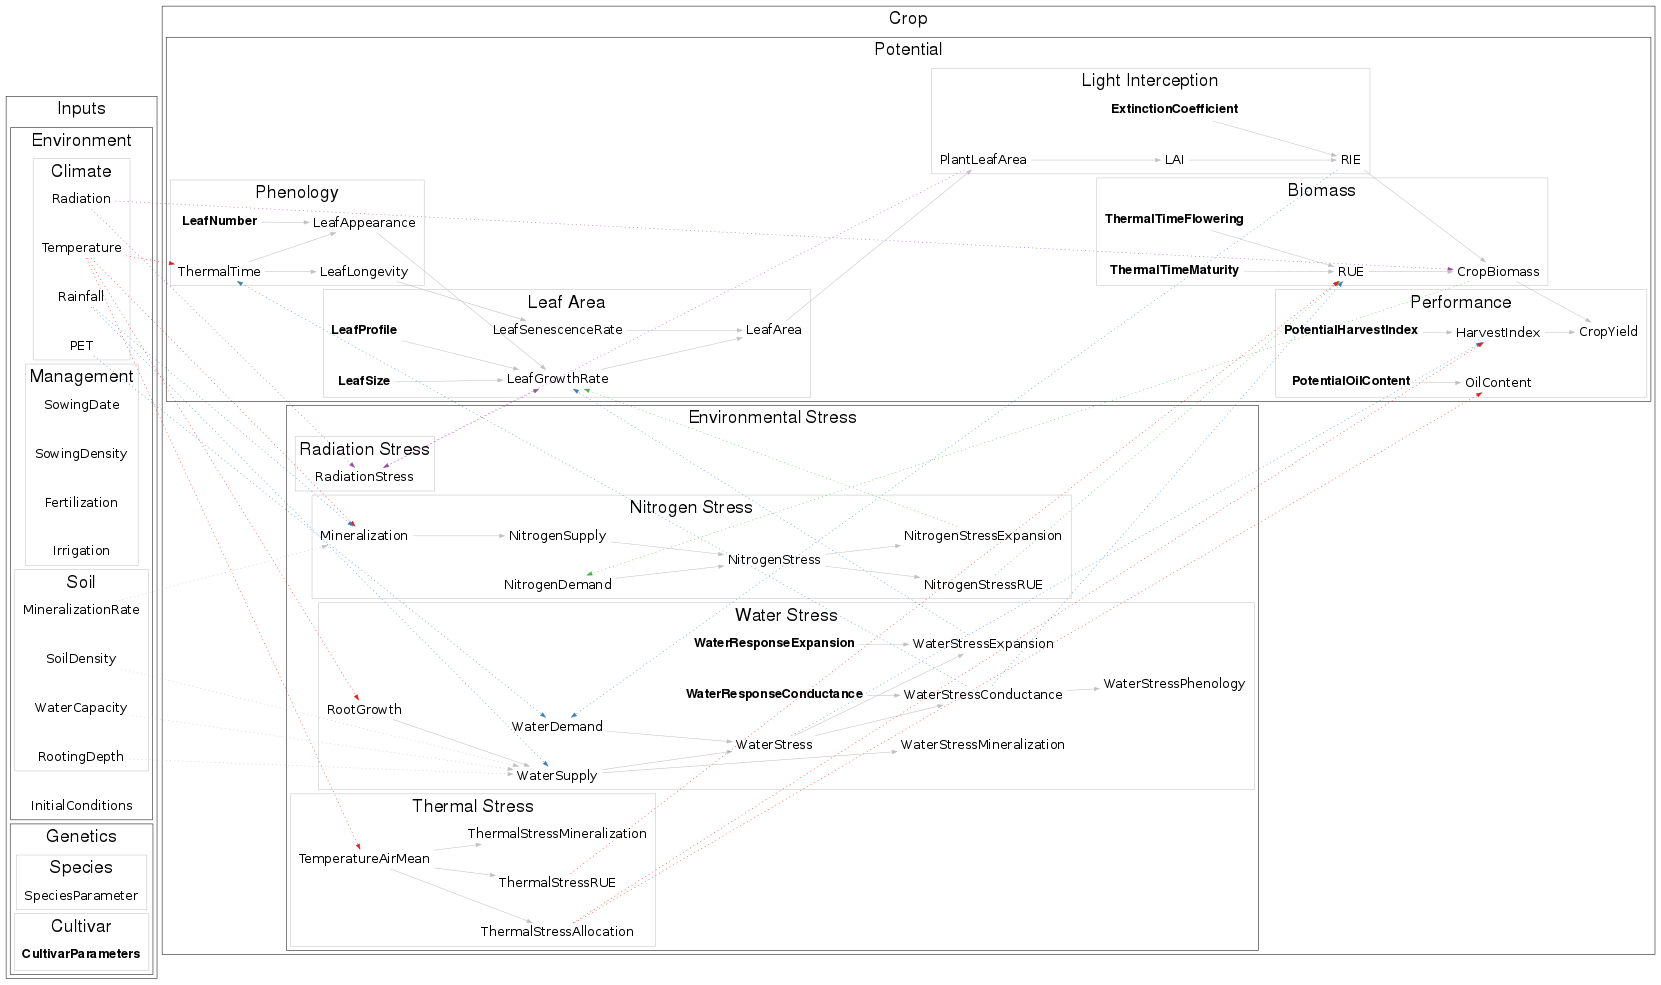 Inputs
Environment
Climate
Radiation
Temperature
Rainfall
PET
Management
SowingDate
SowingDensity
Fertilization
Irrigation
Soil
MineralizationRate
SoilDensity
WaterCapacity
RootingDepth
InitialConditions
Genetics
Species
SpeciesParameter
Cultivar
CultivarParameters
Crop
Potential
Light Interception
ExtinctionCoefficient
PlantLeafArea
LAI
RIE
Phenology
LeafNumber
LeafAppearance
ThermalTime
LeafLongevity
Biomass
ThermalTimeFlowering
ThermalTimeMaturity
RUE
CropBiomass
Leaf Area
LeafProfile
LeafSenescenceRate
LeafArea
LeafSize
LeafGrowthRate
Performance
PotentialHarvestIndex
HarvestIndex
CropYield
PotentialOilContent
OilContent
Environmental Stress
Radiation Stress
RadiationStress
Nitrogen Stress
Mineralization
NitrogenSupply
NitrogenStressExpansion
NitrogenStress
NitrogenDemand
NitrogenStressRUE
Water Stress
WaterResponseExpansion
WaterStressExpansion
WaterResponseConductance
WaterStressConductance
WaterStressPhenology
RootGrowth
WaterDemand
WaterStress
WaterStressMineralization
WaterSupply
Thermal Stress
ThermalStressMineralization
TemperatureAirMean
ThermalStressRUE
ThermalStressAllocation